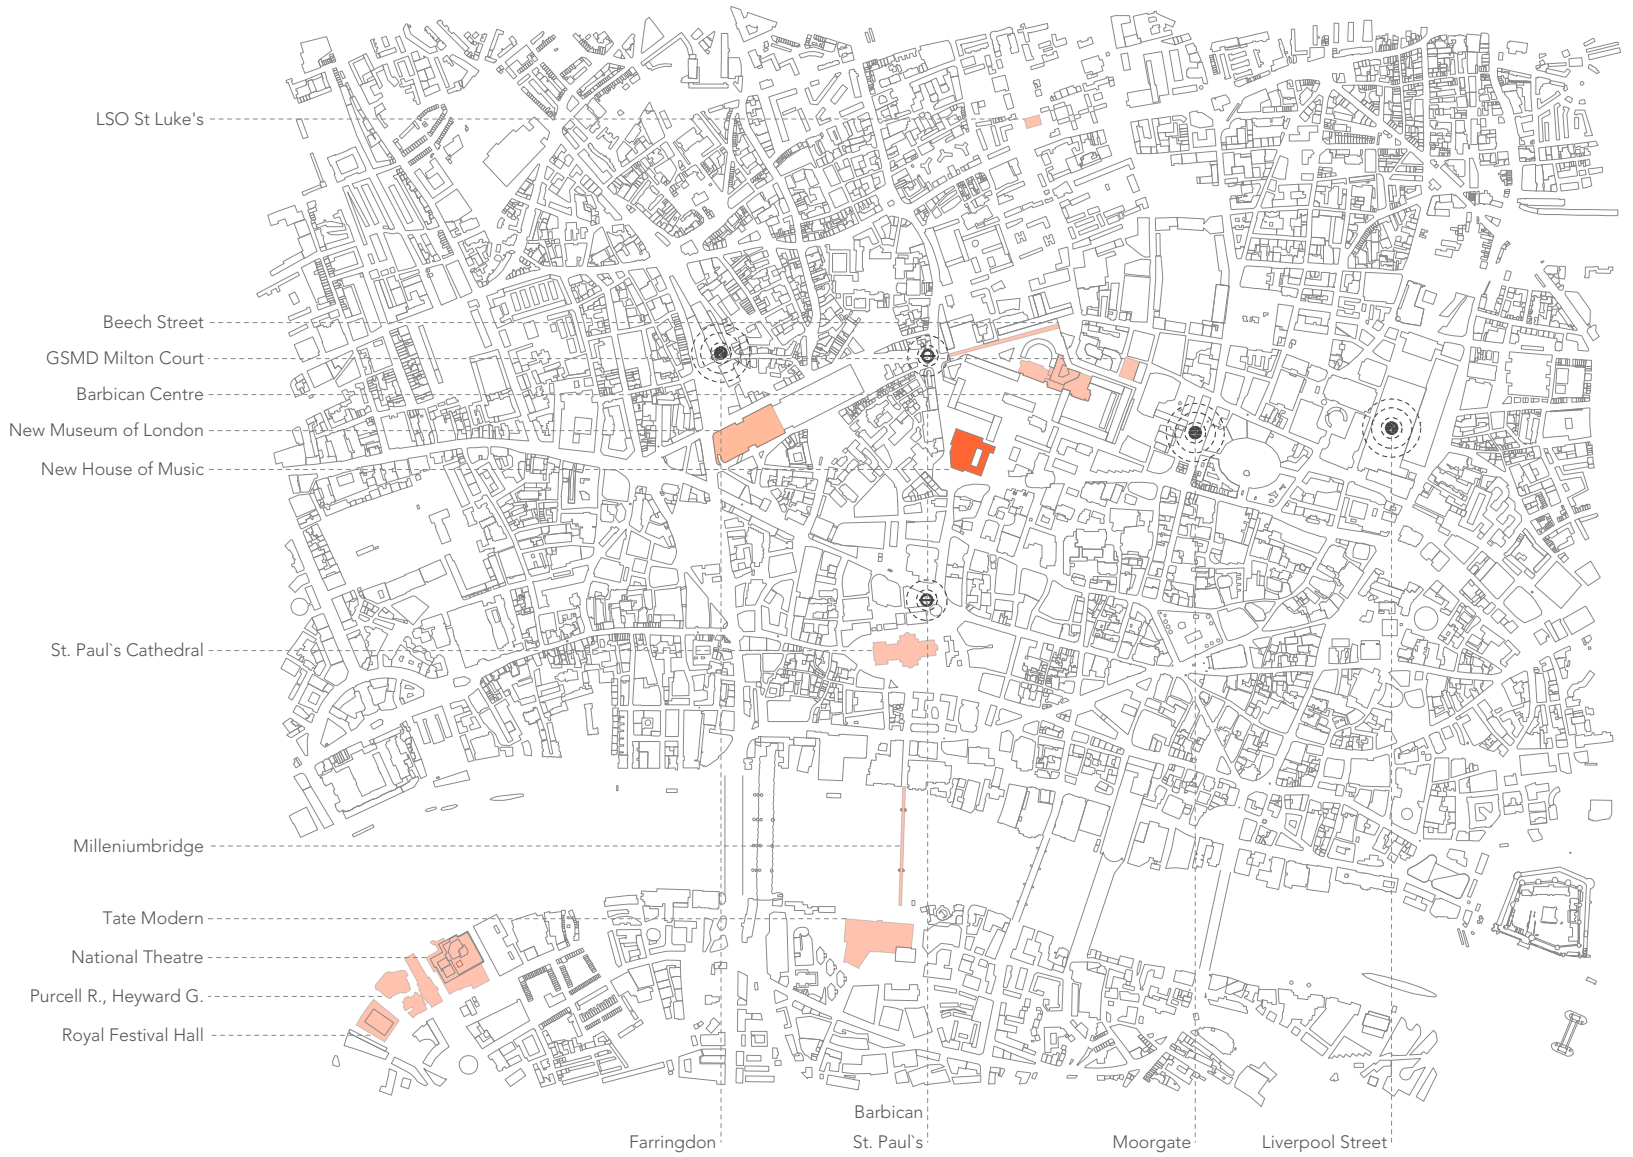 LSO St Luke's
Beech Street
GSMD Milton Court
Barbican Centre
New Museum of London
New House of Music
St. Paul`s Cathedral
Milleniumbridge
Tate Modern
National Theatre
Purcell R., Heyward G.
Royal Festival Hall
Barbican
Farringdon
St. Paul`s
Moorgate
Liverpool Street